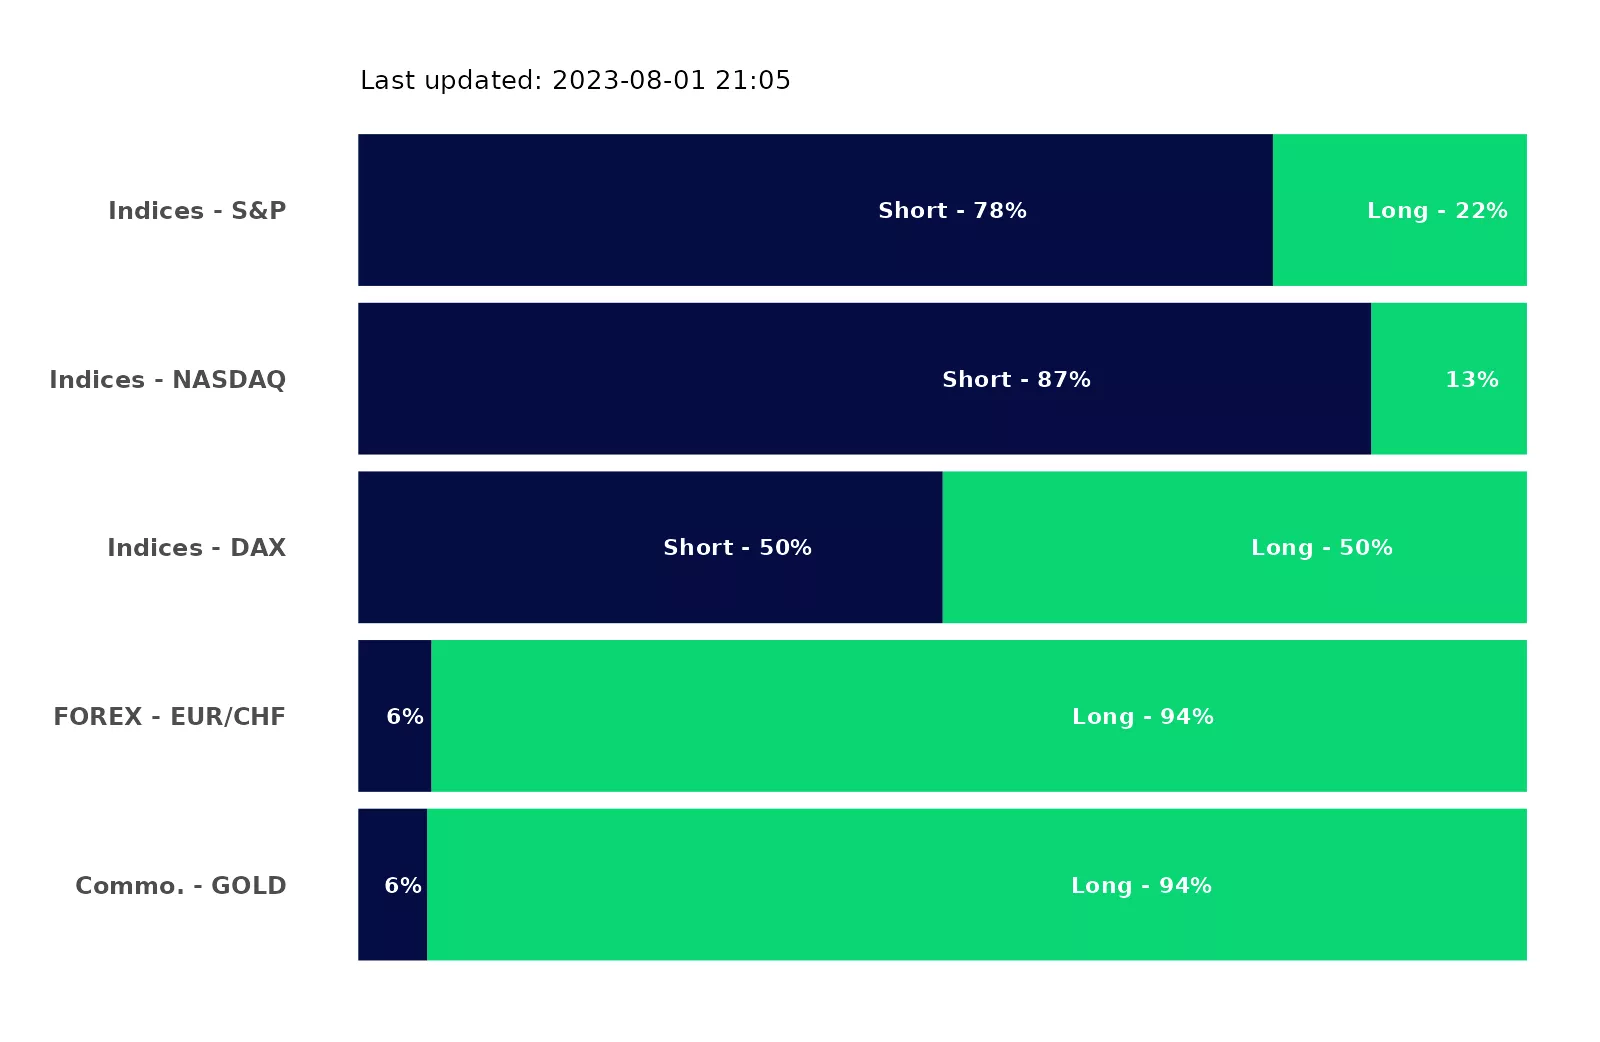 Last updated: 2023-08-01 21:05
Indices - S&P Short - 78% Long - 22%
Indices - NASDAQ Short - 87% 13%
Indices - DAX Short - 50% Long - 50%
FOREX - EUR/CHF 6% Long - 94%
Commo. - GOLD 6% Long - 94%